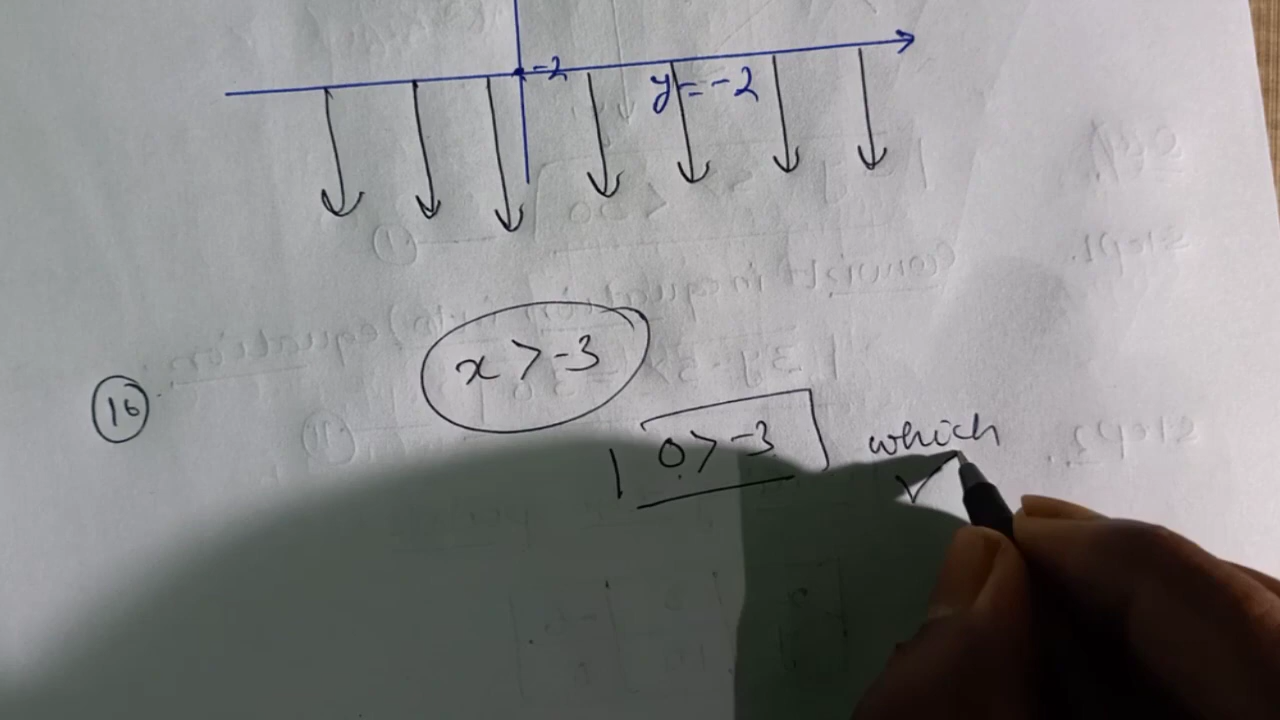 -2
y = -2
x > -3
16
0 > -3 which